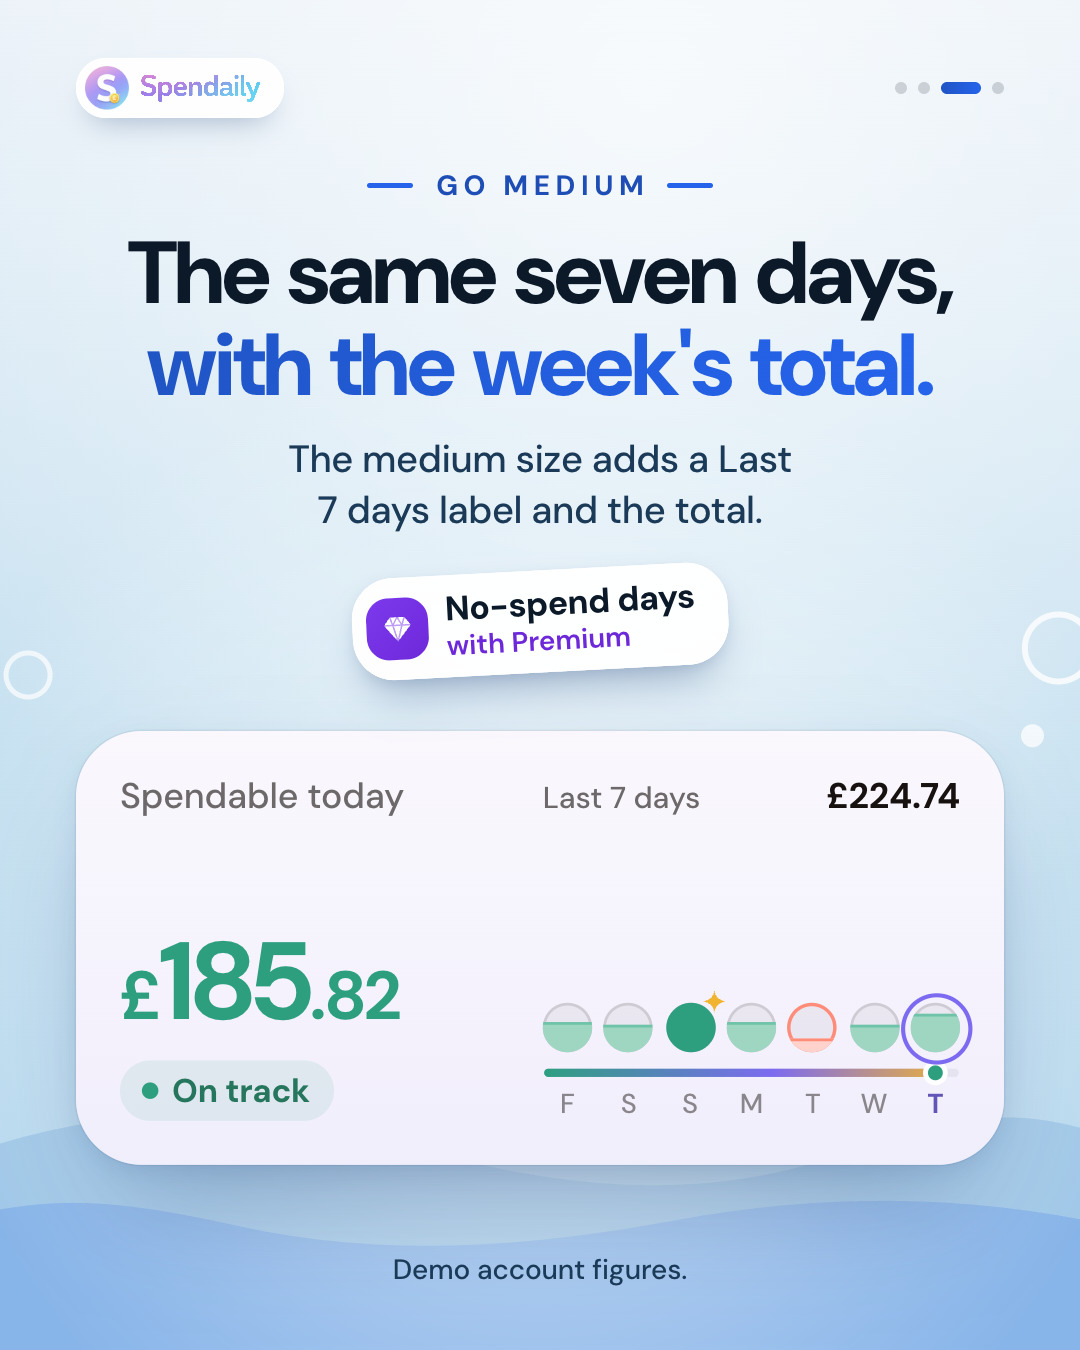 Spendaily
GO MEDIUM
The same seven days,
with the week's total.
The medium size adds a Last
7 days label and the total.
No-spend days
with Premium
Spendable today
Last 7 days
£224.74
£185.82
On track
F S S M T W T
Demo account figures.